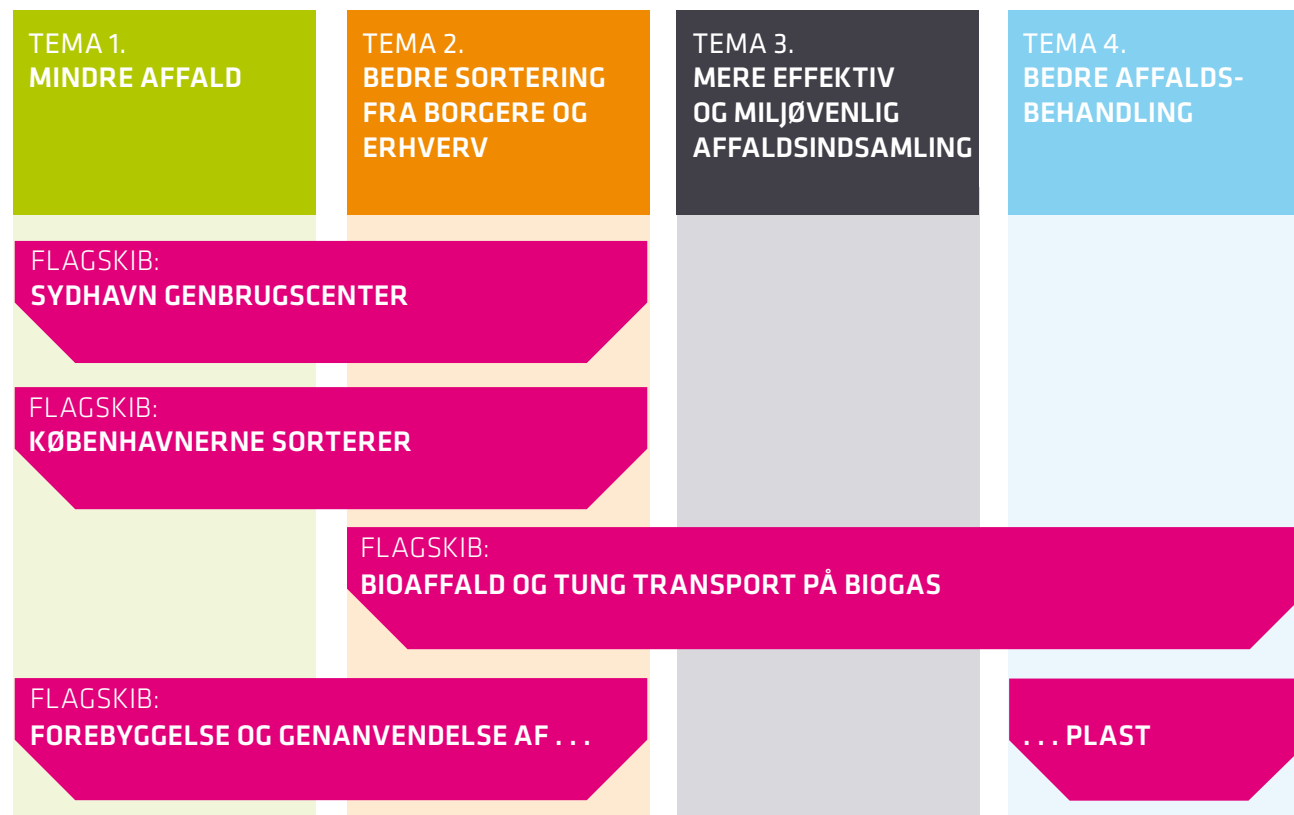 TEMA 1.
MINDRE AFFALD
TEMA 2.
BEDRE SORTERING
FRA BORGERE OG
ERHVERV
TEMA 3.
MERE EFFEKTIV
OG MILJØVENLIG
AFFALDSINDSAMLING
TEMA 4.
BEDRE AFFALDS-
BEHANDLING
FLAGSKIB:
SYDHAVN GENBRUGSCENTER
FLAGSKIB:
KØBENHAVNERNE SORTERER
FLAGSKIB:
BIOAFFALD OG TUNG TRANSPORT PÅ BIOGAS
FLAGSKIB:
FOREBYGGELSE OG GENANVENDELSE AF . . .
. . . PLAST